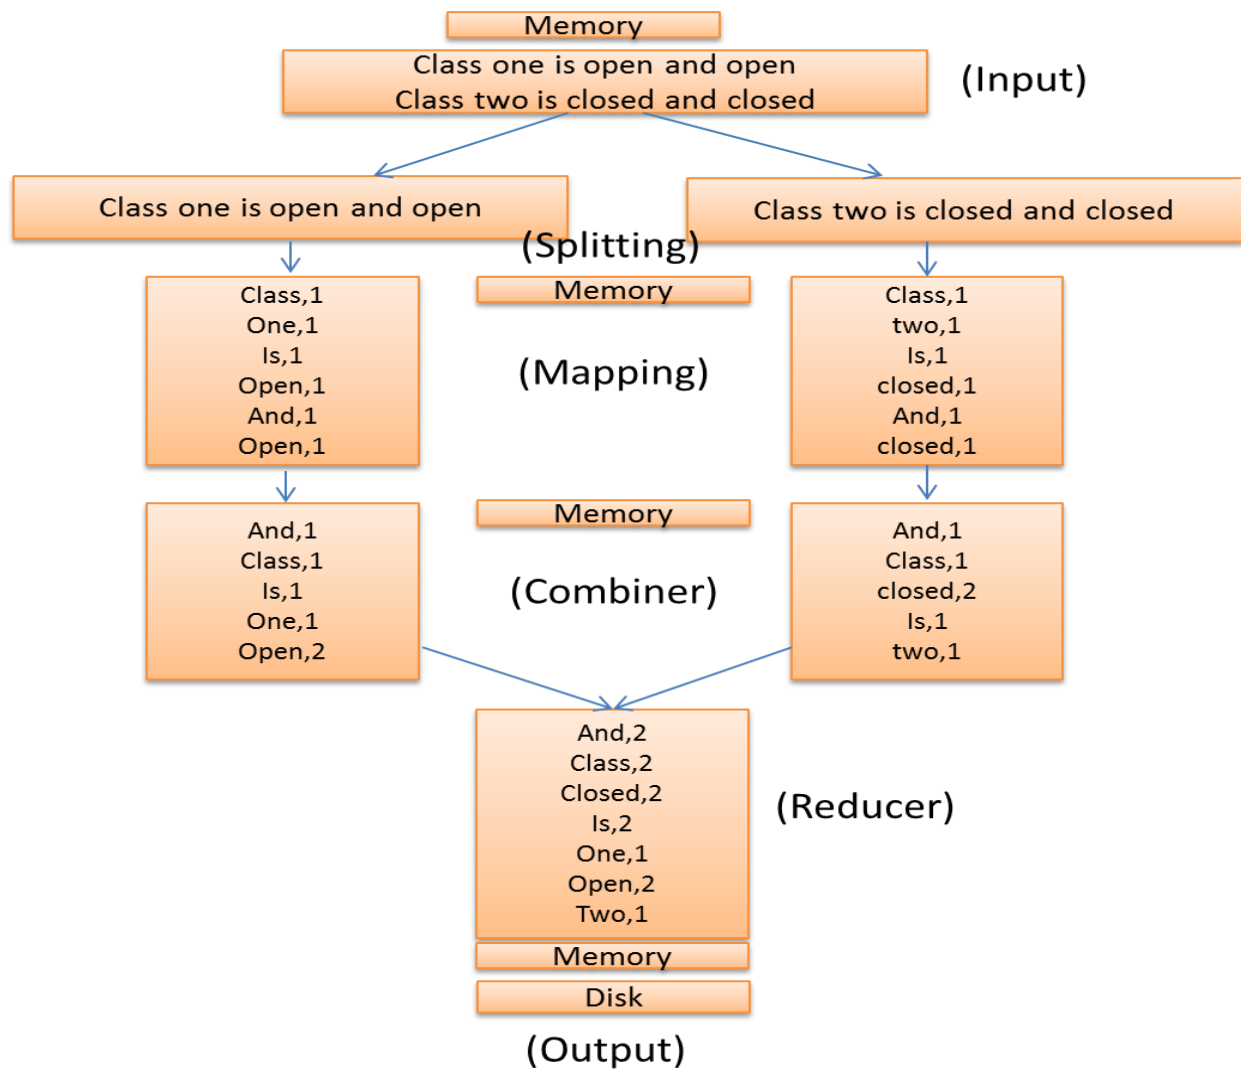 Memory
Class one is open and open
Class two is closed and closed
(Input)
Class one is open and open
Class two is closed and closed
(Splitting)
Class,1
One,1
Is,1
Open,1
And,1
Open,1
Memory
(Mapping)
Class,1
two,1
Is,1
closed,1
And,1
closed,1
And,1
Class,1
Is,1
One,1
Open,2
Memory
(Combiner)
And,1
Class,1
closed,2
Is,1
two,1
And,2
Class,2
Closed,2
Is,2
One,1
Open,2
Two,1
(Reducer)
Memory
Disk
(Output)